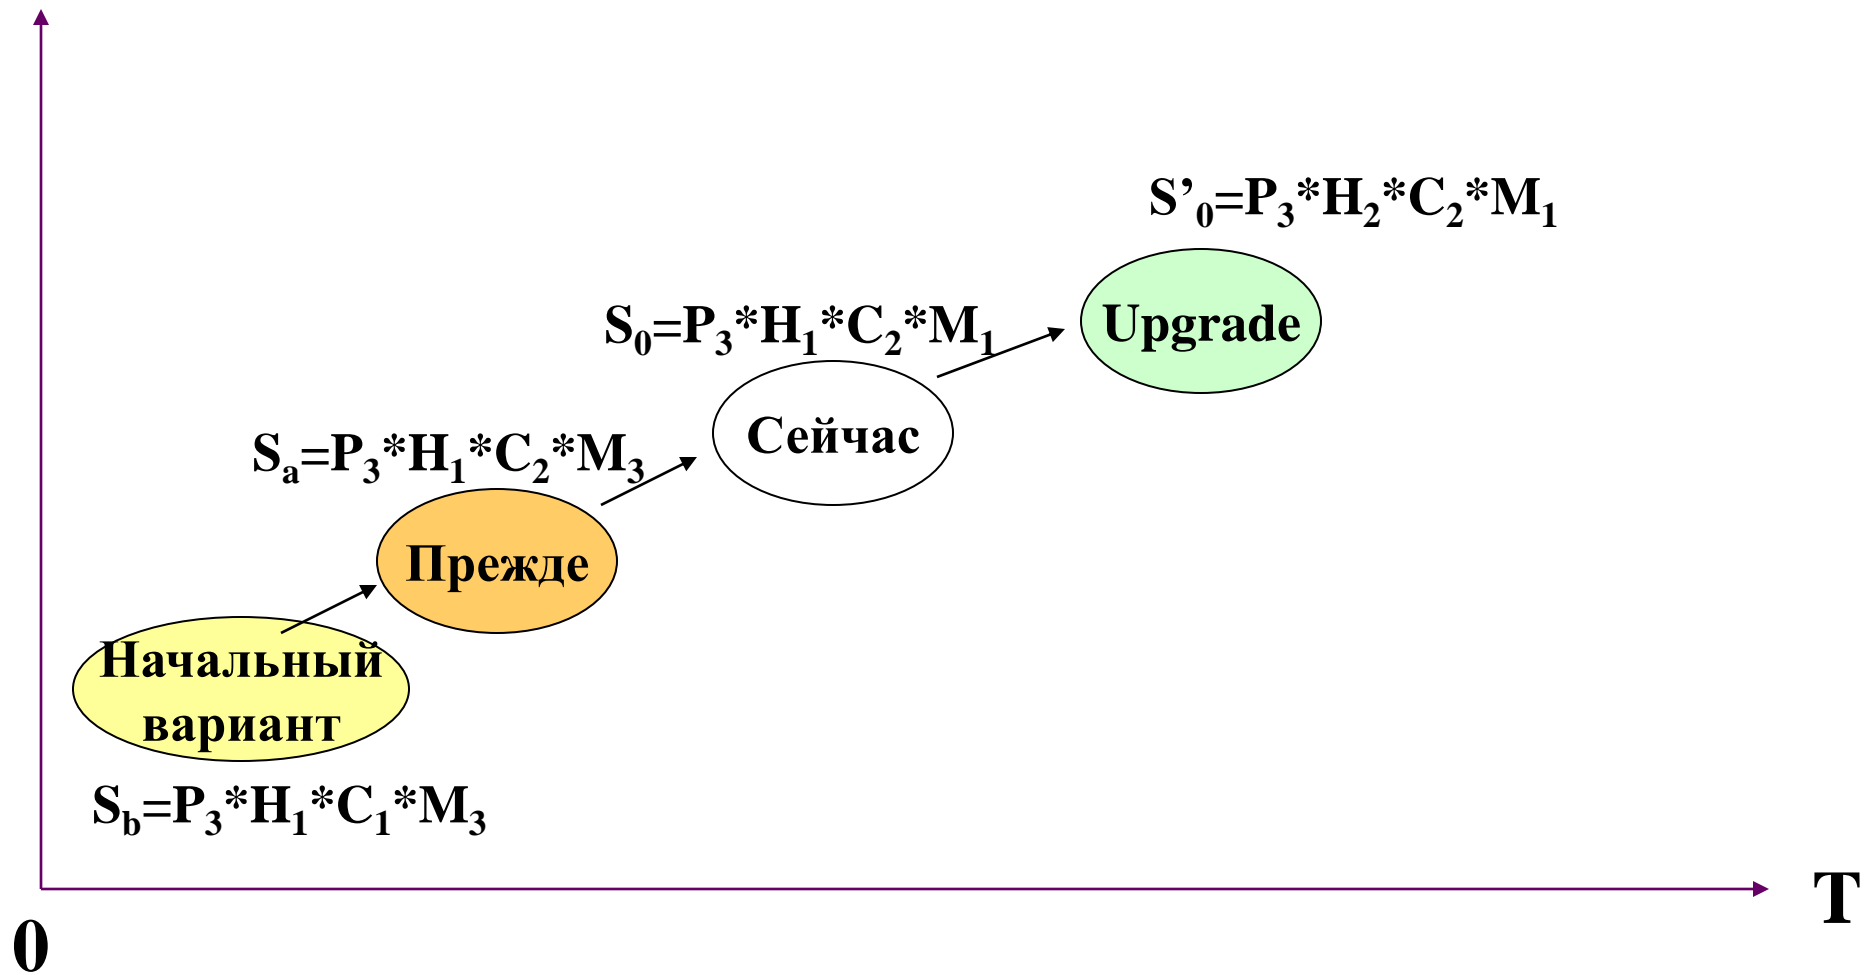 S’₀=P₃*H₂*C₂*M₁
Upgrade
S₀=P₃*H₁*C₂*M₁
Сейчас
Sₐ=P₃*H₁*C₂*M₃
Прежде
Начальный
вариант
S_b=P₃*H₁*C₁*M₃
T
0